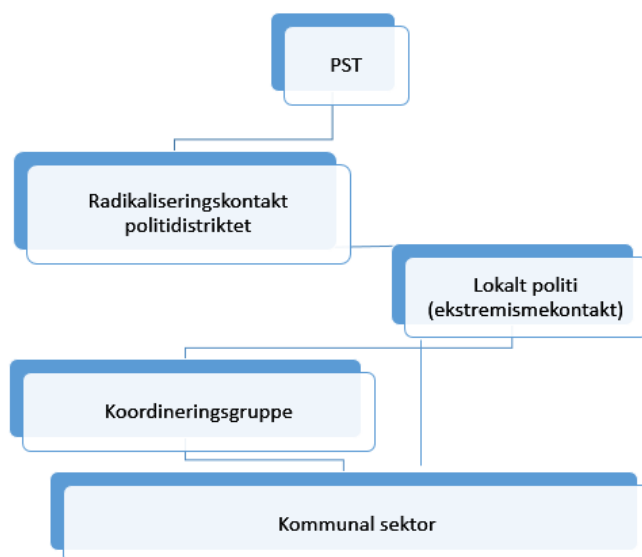 PST
Radikaliseringskontakt
politidistriktet
Lokalt politi
(ekstremismekontakt)
Koordineringsgruppe
Kommunal sektor